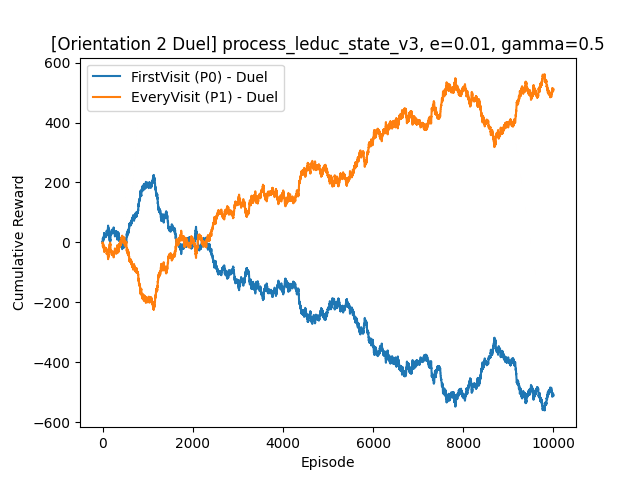 [Orientation 2 Duel] process_leduc_state_v3, e=0.01, gamma=0.5
FirstVisit (P0) - Duel
EveryVisit (P1) - Duel
600
400
200
0
−200
−400
−600
Cumulative Reward
0 2000 4000 6000 8000 10000
Episode